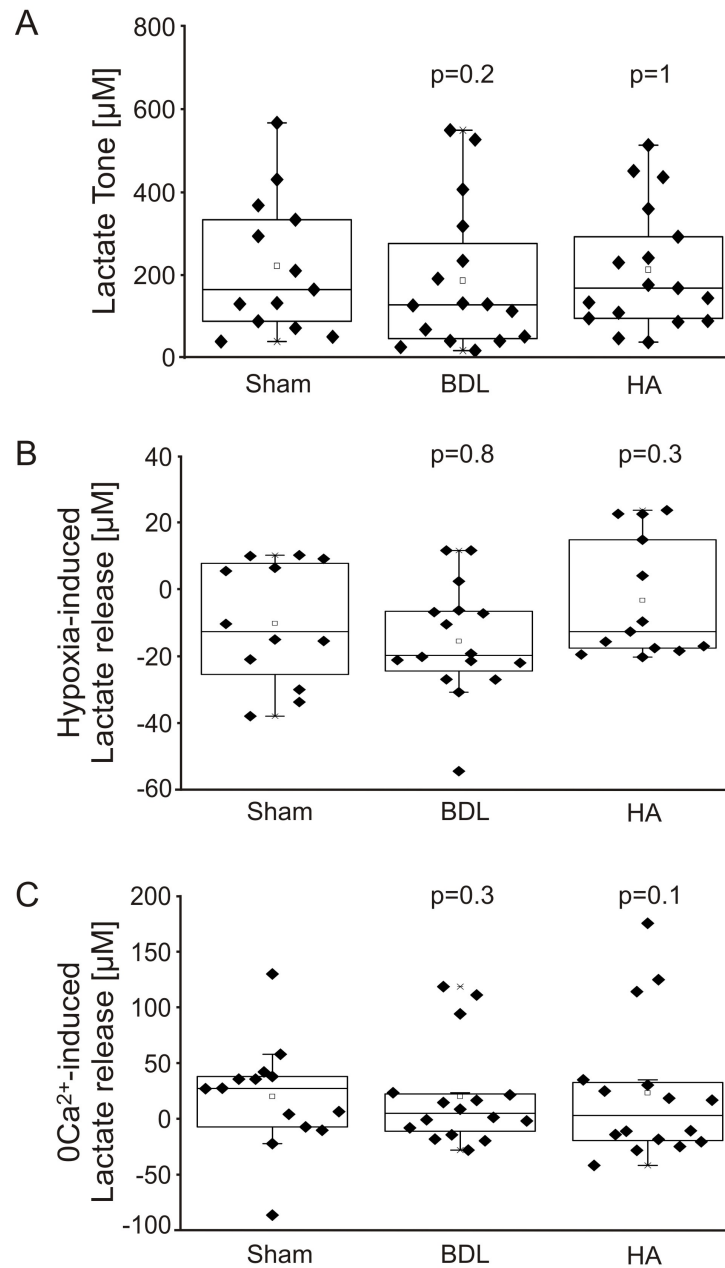 A
Lactate Tone [µM]
800
600
400
200
0
p=0.2
p=1
Sham
BDL
HA
B
Hypoxia-induced
Lactate release [µM]
40
20
0
-20
-40
-60
p=0.8
p=0.3
Sham
BDL
HA
C
0Ca²⁺-induced
Lactate release [µM]
200
150
100
50
0
-50
-100
p=0.3
p=0.1
Sham
BDL
HA